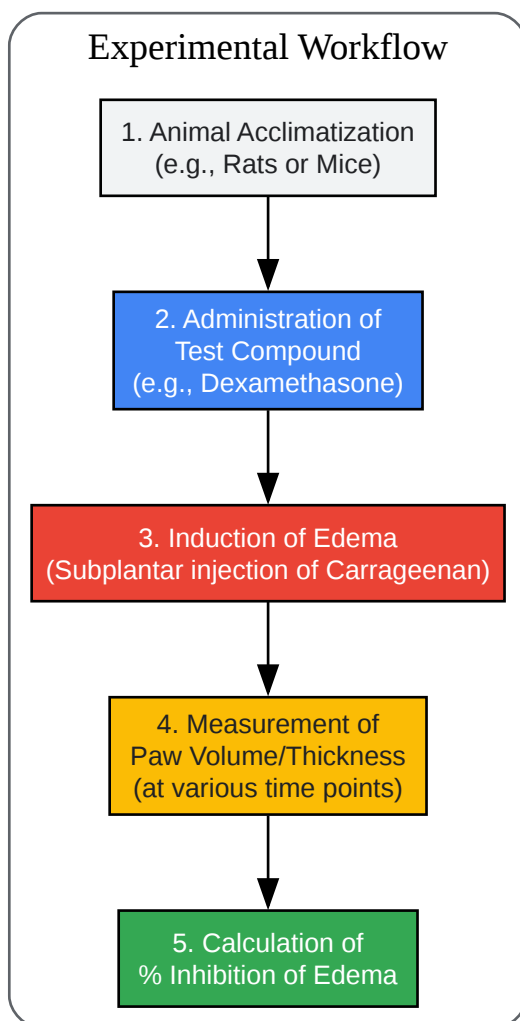 Experimental Workflow
1. Animal Acclimatization
(e.g., Rats or Mice)
2. Administration of
Test Compound
(e.g., Dexamethasone)
3. Induction of Edema
(Subplantar injection of Carrageenan)
4. Measurement of
Paw Volume/Thickness
(at various time points)
5. Calculation of
% Inhibition of Edema